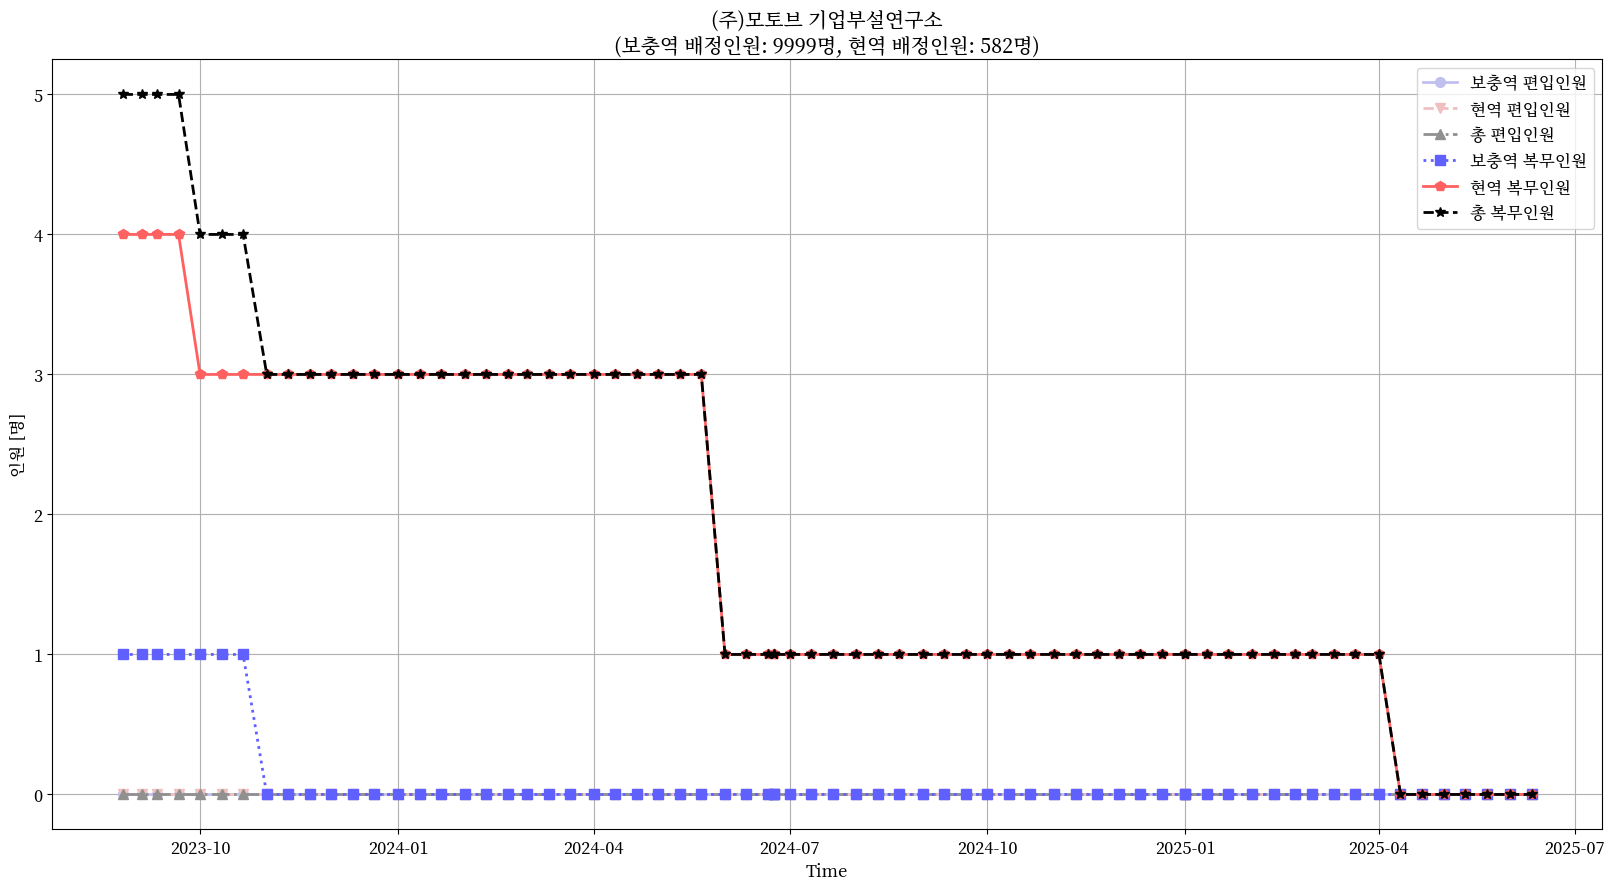 (주)모토브 기업부설연구소
(보충역 배정인원: 9999명, 현역 배정인원: 582명)
보충역 편입인원
현역 편입인원
총 편입인원
보충역 복무인원
현역 복무인원
총 복무인원
인원 [명]
5
4
3
2
1
0
2023-10
2024-01
2024-04
2024-07
2024-10
2025-01
2025-04
2025-07
Time